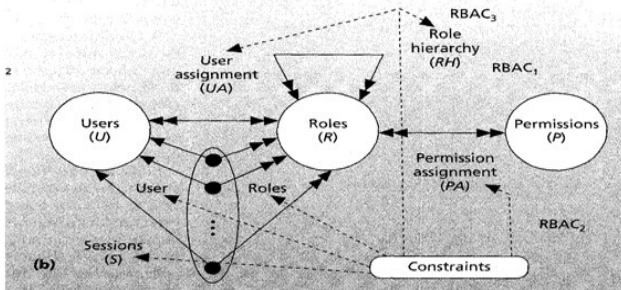 RBAC3
Role
hierarchy
(RH)
User
assignment
(UA)
RBAC1
2
Users
(U)
Roles
(R)
Permissions
(P)
Permission
assignment
(PA)
User
Roles
RBAC2
Sessions
(S)
(b)
Constraints